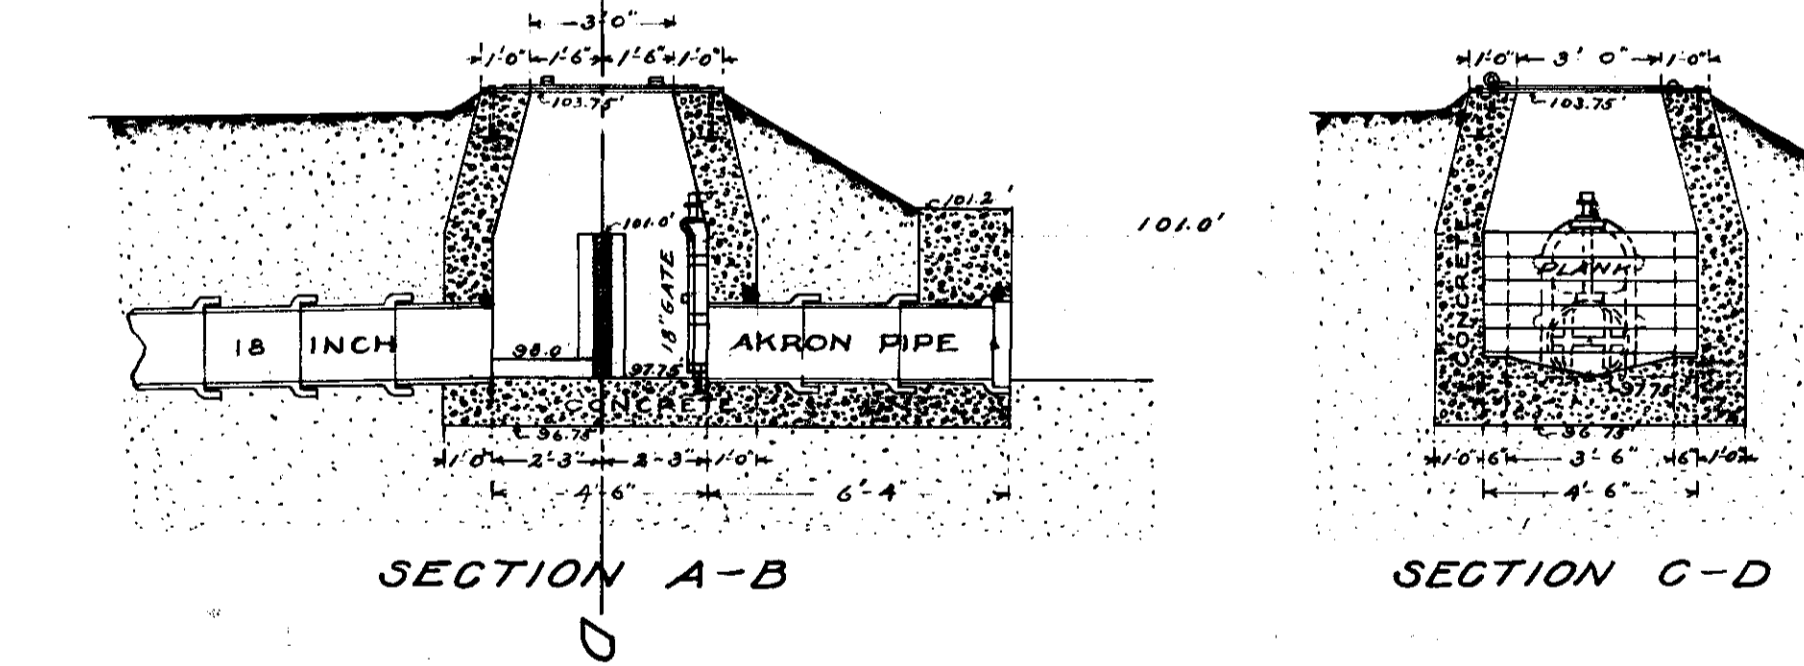 3'0"
1'-0" 1'-6" 1'-6" 1'-0"
103.75'
101.2'
101.0'
101.0'
18" GATE
18 INCH
AKRON PIPE
98.0
97.75
CONCRETE
96.75
1'-0" 2'-3" 2'-3" 1'-0"
4'-6" 6'-4"
SECTION A-B
D
1'-0" 3' 0" 1'-0"
103.75'
PLANK
CONCRETE
97.75
96.75'
1'-0" 6" 3'-6" 6" 1'-0"
4'-6"
SECTION C-D